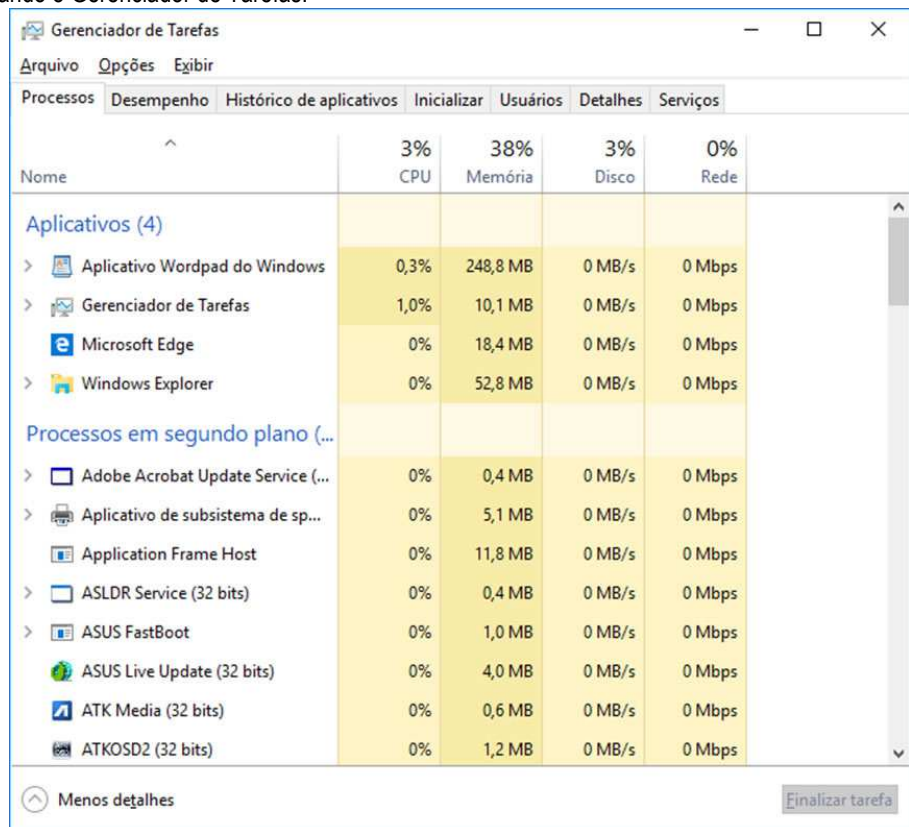 Gerenciador de Tarefas
Arquivo Opções Exibir
Processos Desempenho Histórico de aplicativos Inicializar Usuários Detalhes Serviços
3% 38% 3% 0%
Nome CPU Memória Disco Rede
Aplicativos (4)
Aplicativo Wordpad do Windows 0,3% 248,8 MB 0 MB/s 0 Mbps
Gerenciador de Tarefas 1,0% 10,1 MB 0 MB/s 0 Mbps
Microsoft Edge 0% 18,4 MB 0 MB/s 0 Mbps
Windows Explorer 0% 52,8 MB 0 MB/s 0 Mbps
Processos em segundo plano (...
Adobe Acrobat Update Service (... 0% 0,4 MB 0 MB/s 0 Mbps
Aplicativo de subsistema de sp... 0% 5,1 MB 0 MB/s 0 Mbps
Application Frame Host 0% 11,8 MB 0 MB/s 0 Mbps
ASLDR Service (32 bits) 0% 0,4 MB 0 MB/s 0 Mbps
ASUS FastBoot 0% 1,0 MB 0 MB/s 0 Mbps
ASUS Live Update (32 bits) 0% 4,0 MB 0 MB/s 0 Mbps
ATK Media (32 bits) 0% 0,6 MB 0 MB/s 0 Mbps
ATKOSD2 (32 bits) 0% 1,2 MB 0 MB/s 0 Mbps
Menos detalhes Finalizar tarefa